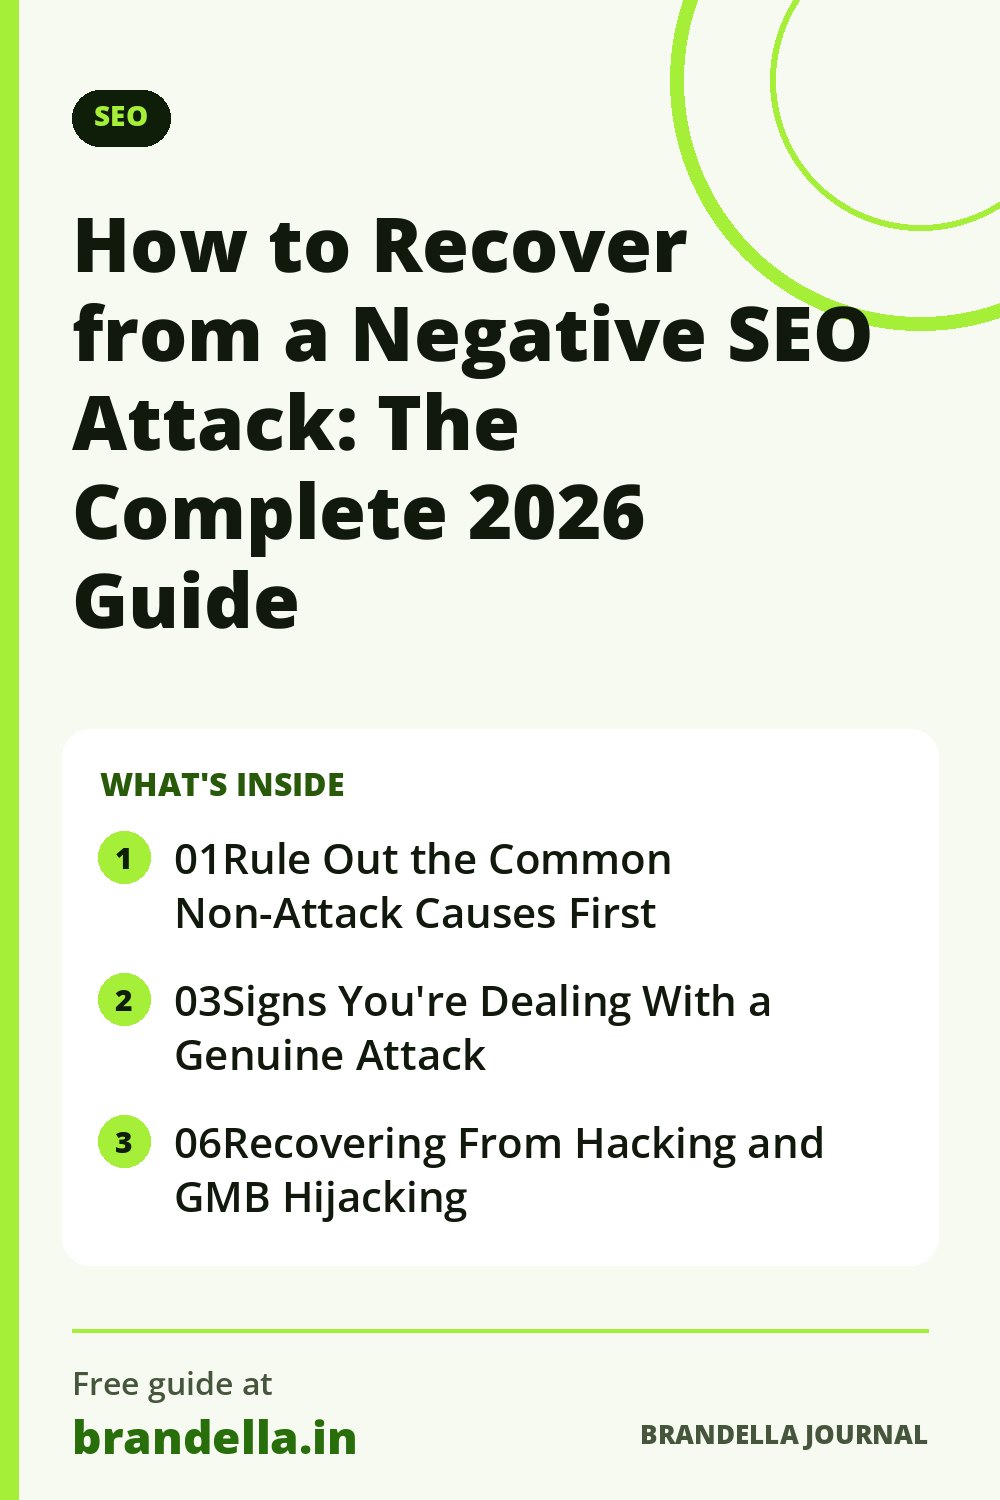 SEO
How to Recover
from a Negative SEO
Attack: The
Complete 2026
Guide
WHAT'S INSIDE
1 01Rule Out the Common
Non-Attack Causes First
2 03Signs You're Dealing With a
Genuine Attack
3 06Recovering From Hacking and
GMB Hijacking
Free guide at
brandella.in
BRANDELLA JOURNAL